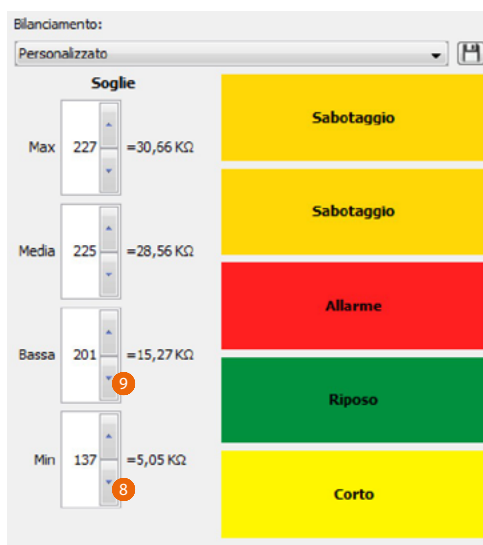 Bilanciamento:
Personalizzato
Soglie
Max 227 =30,66 KΩ
Sabotaggio
Media 225 =28,56 KΩ
Sabotaggio
Allarme
Bassa 201 =15,27 KΩ
9
Riposo
Min 137 =5,05 KΩ
8
Corto